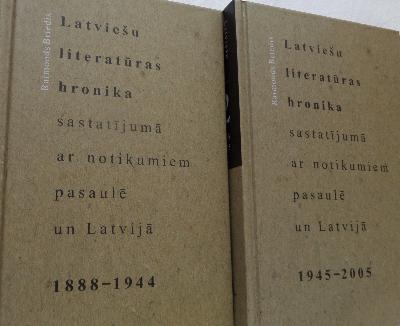 Raimonds Briedis
Latviešu
literatūras
hronika
sastatījumā
ar notikumiem
pasaulē
un Latvijā
1888–1944
Raimonds Briedis
Latviešu
literatūras
hronika
sastatījumā
ar notikumiem
pasaulē
un Latvijā
1945–2005